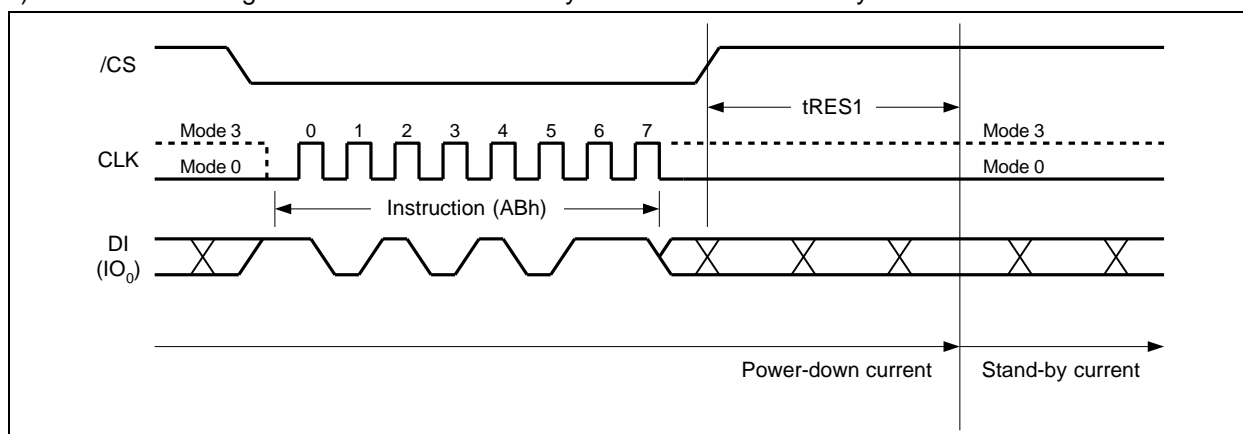 /CS
tRES1
Mode 3 0 1 2 3 4 5 6 7 Mode 3
CLK
Mode 0 Mode 0
Instruction (ABh)
DI
(IO₀)
Power-down current Stand-by current